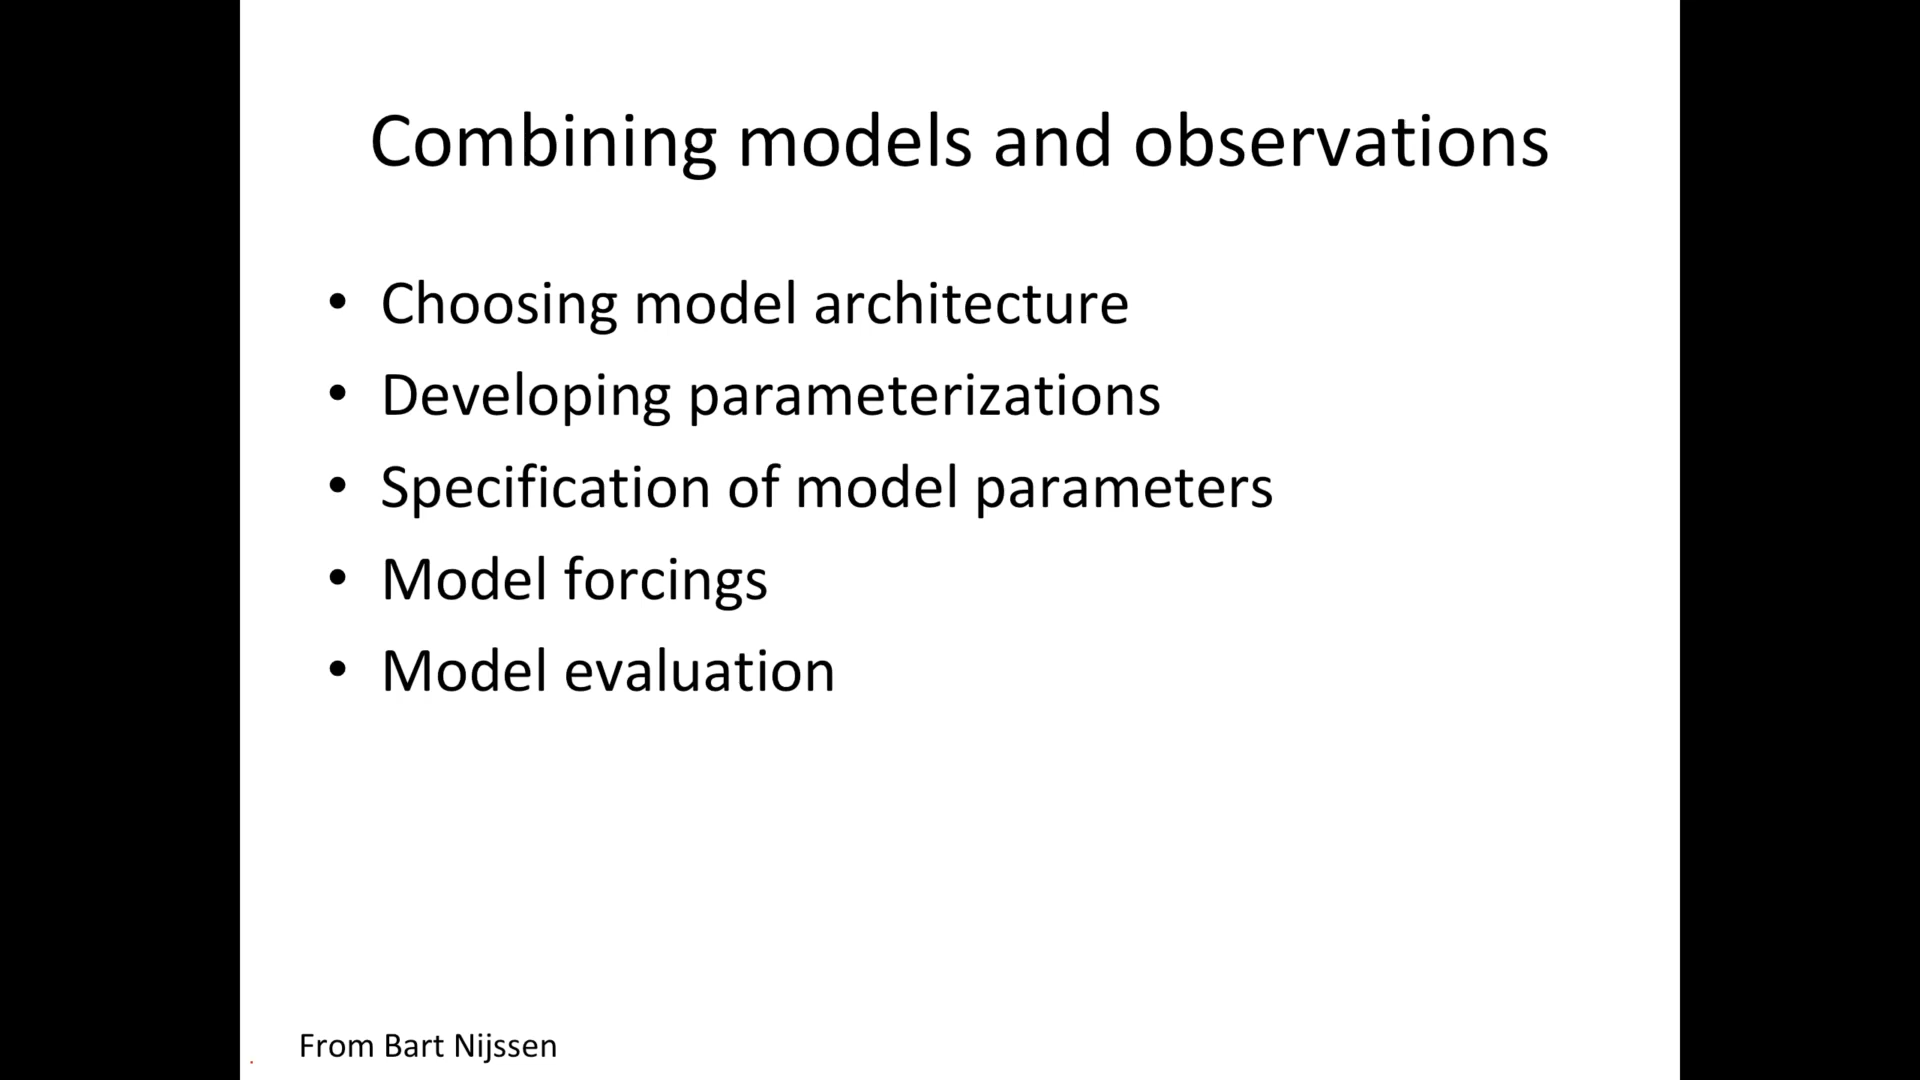 Combining models and observations
• Choosing model architecture
• Developing parameterizations
• Specification of model parameters
• Model forcings
• Model evaluation
From Bart Nijssen